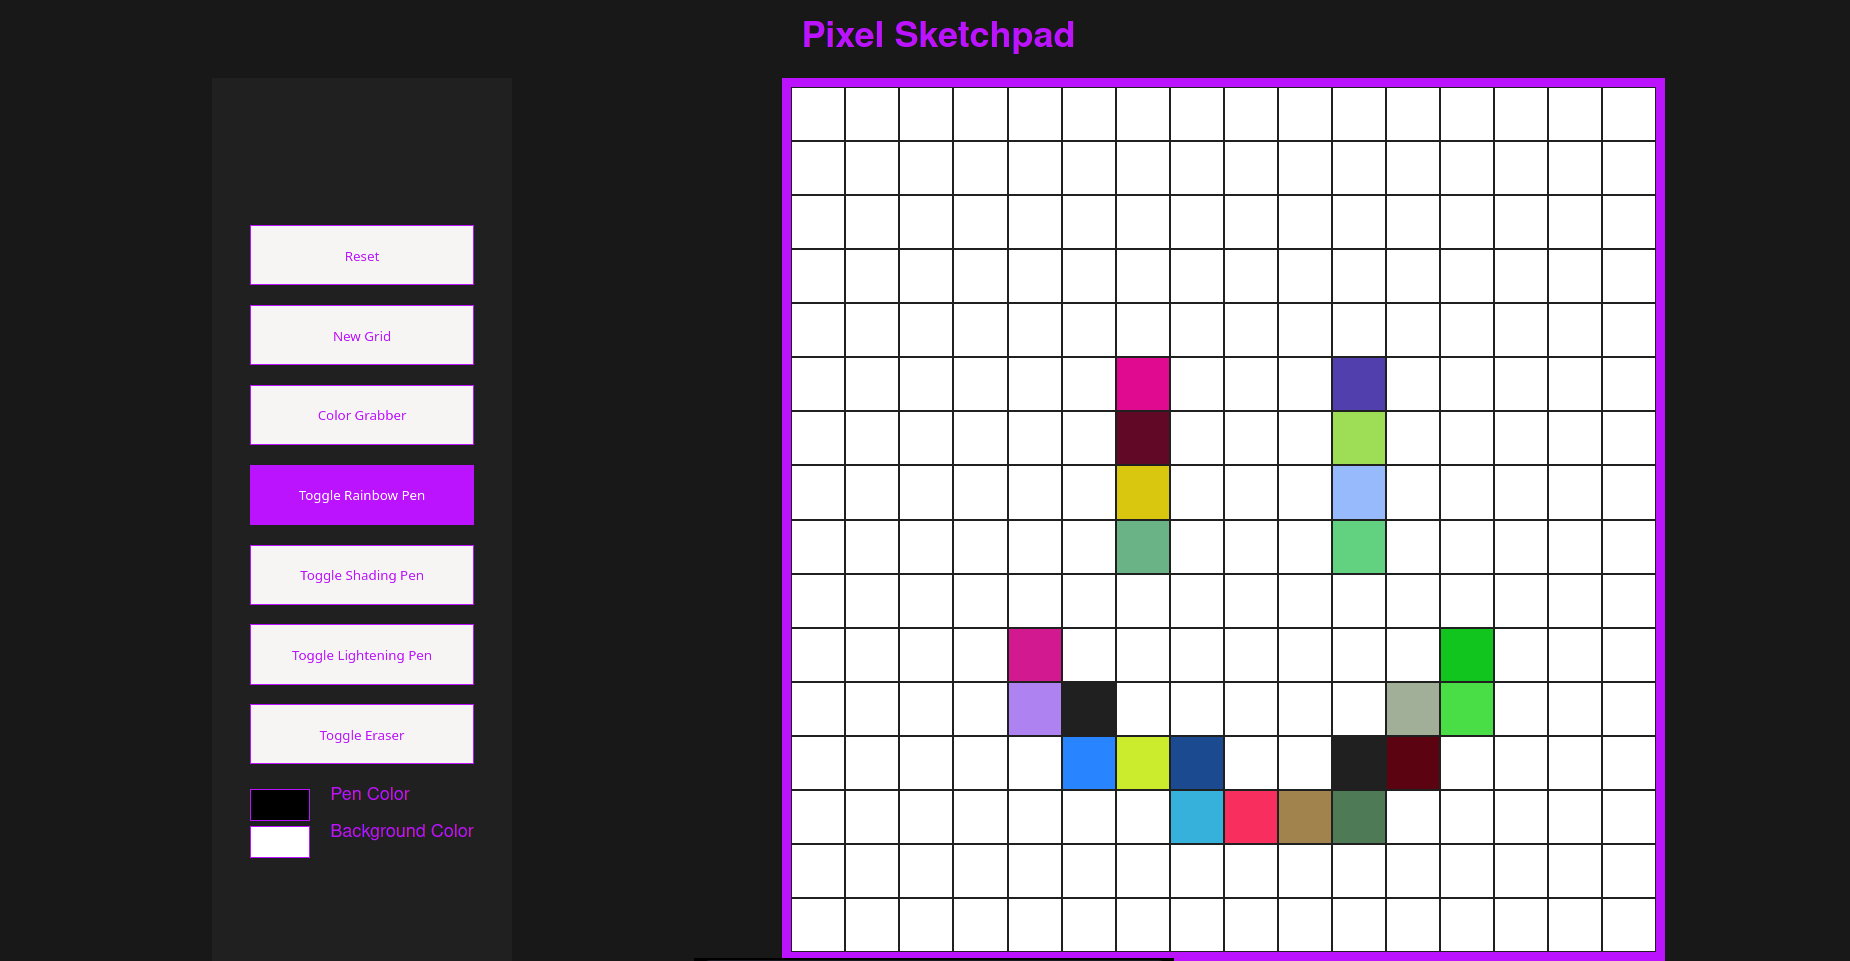 Pixel Sketchpad
Reset
New Grid
Color Grabber
Toggle Rainbow Pen
Toggle Shading Pen
Toggle Lightening Pen
Toggle Eraser
Pen Color
Background Color